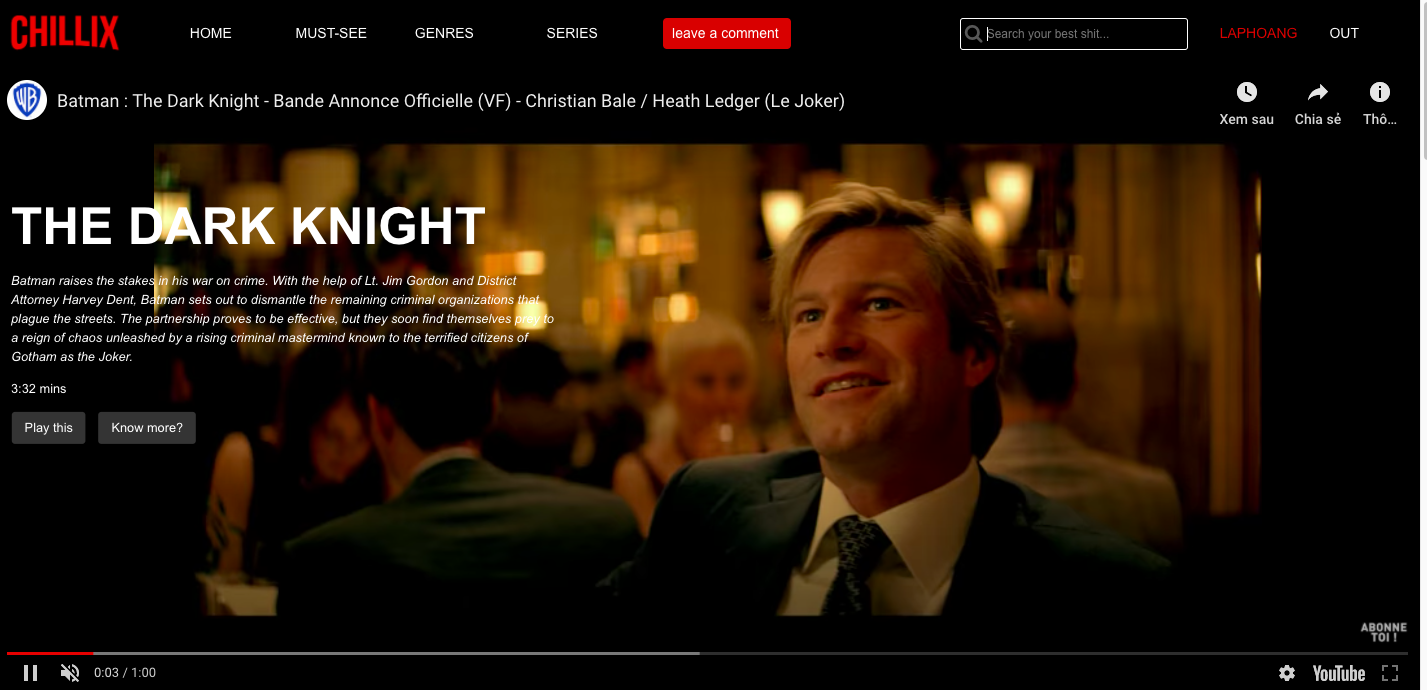 CHILLIX
HOME
MUST-SEE
GENRES
SERIES
leave a comment
Search your best shit...
LAPHOANG
OUT
WB
Batman : The Dark Knight - Bande Annonce Officielle (VF) - Christian Bale / Heath Ledger (Le Joker)
Xem sau
Chia sẻ
Thô...
THE DARK KNIGHT
Batman raises the stakes in his war on crime. With the help of Lt. Jim Gordon and District
Attorney Harvey Dent, Batman sets out to dismantle the remaining criminal organizations that
plague the streets. The partnership proves to be effective, but they soon find themselves prey to
a reign of chaos unleashed by a rising criminal mastermind known to the terrified citizens of
Gotham as the Joker.
3:32 mins
Play this
Know more?
ABONNE
TOI !
0:03 / 1:00
YouTube